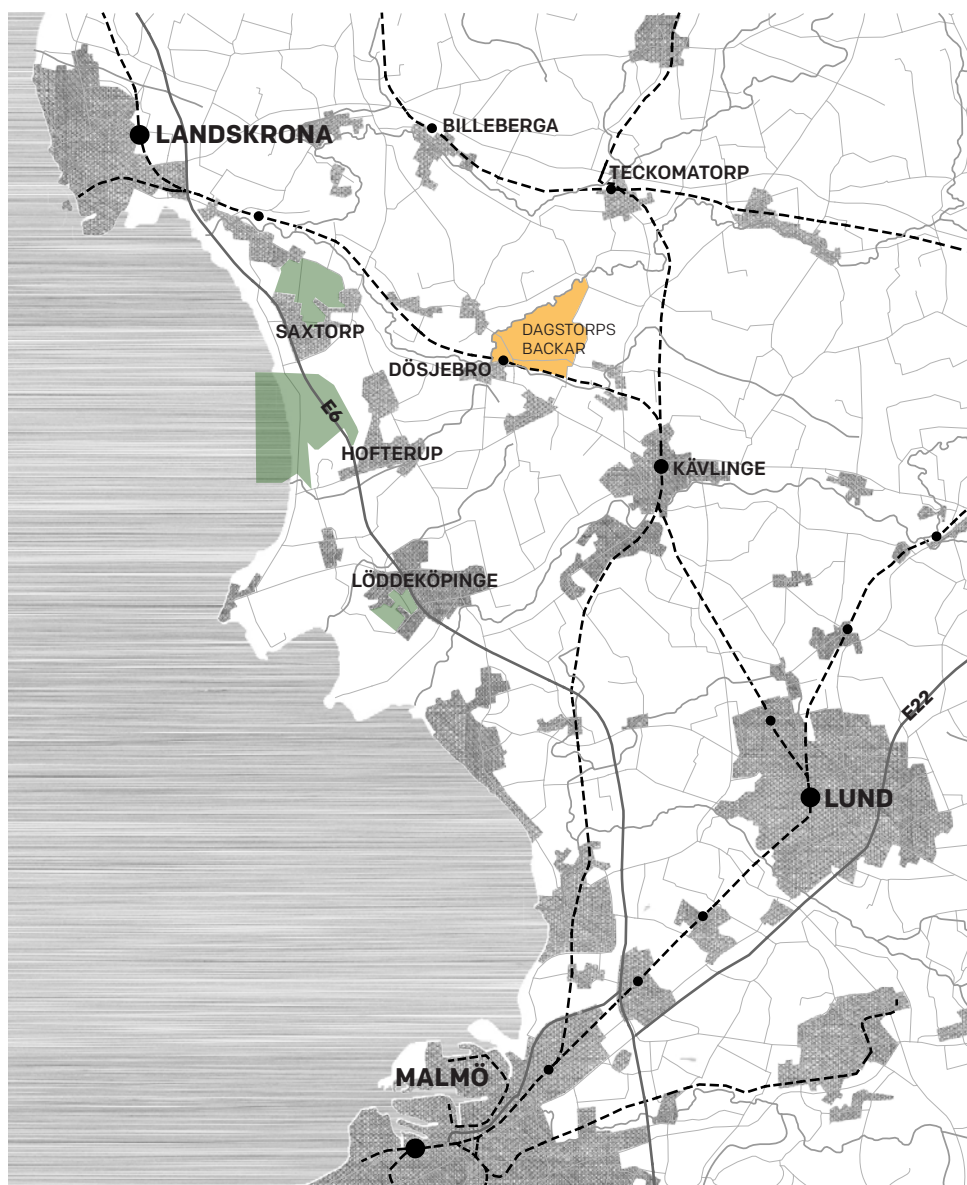 BILLEBERGA
LANDSKRONA
TECKOMATORP
SAXTORP
DAGSTORPS
BACKAR
DÖSJEBRO
E6
HOFTERUP
KÄVLINGE
LÖDDEKÖPINGE
E22
LUND
MALMÖ